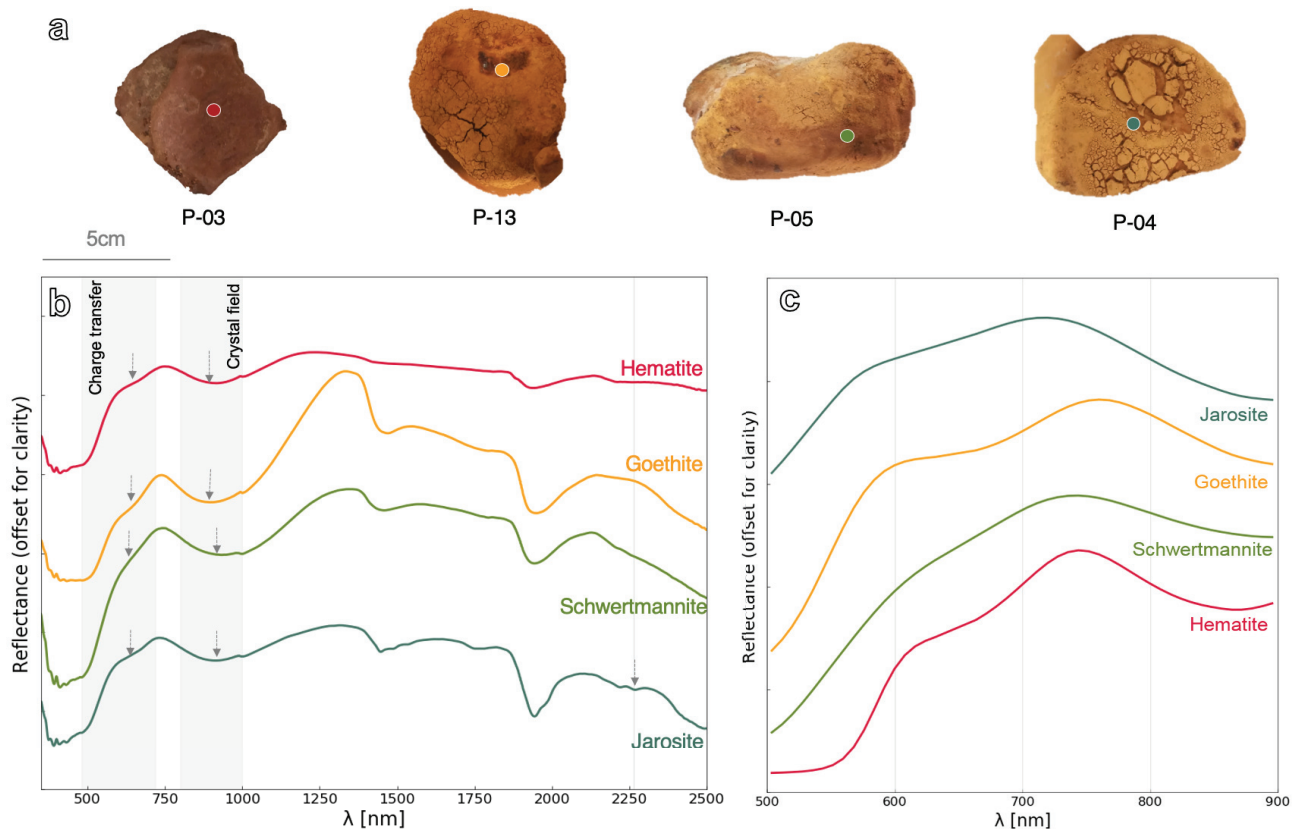 a
P-03
P-13
P-05
P-04
5cm
b
Charge transfer
Crystal field
Hematite
Goethite
Schwertmannite
Jarosite
Reflectance (offset for clarity)
500
750
1000
1250
1500
1750
2000
2250
2500
λ [nm]
c
Jarosite
Goethite
Schwertmannite
Hematite
Reflectance (offset for clarity)
500
600
700
800
900
λ [nm]